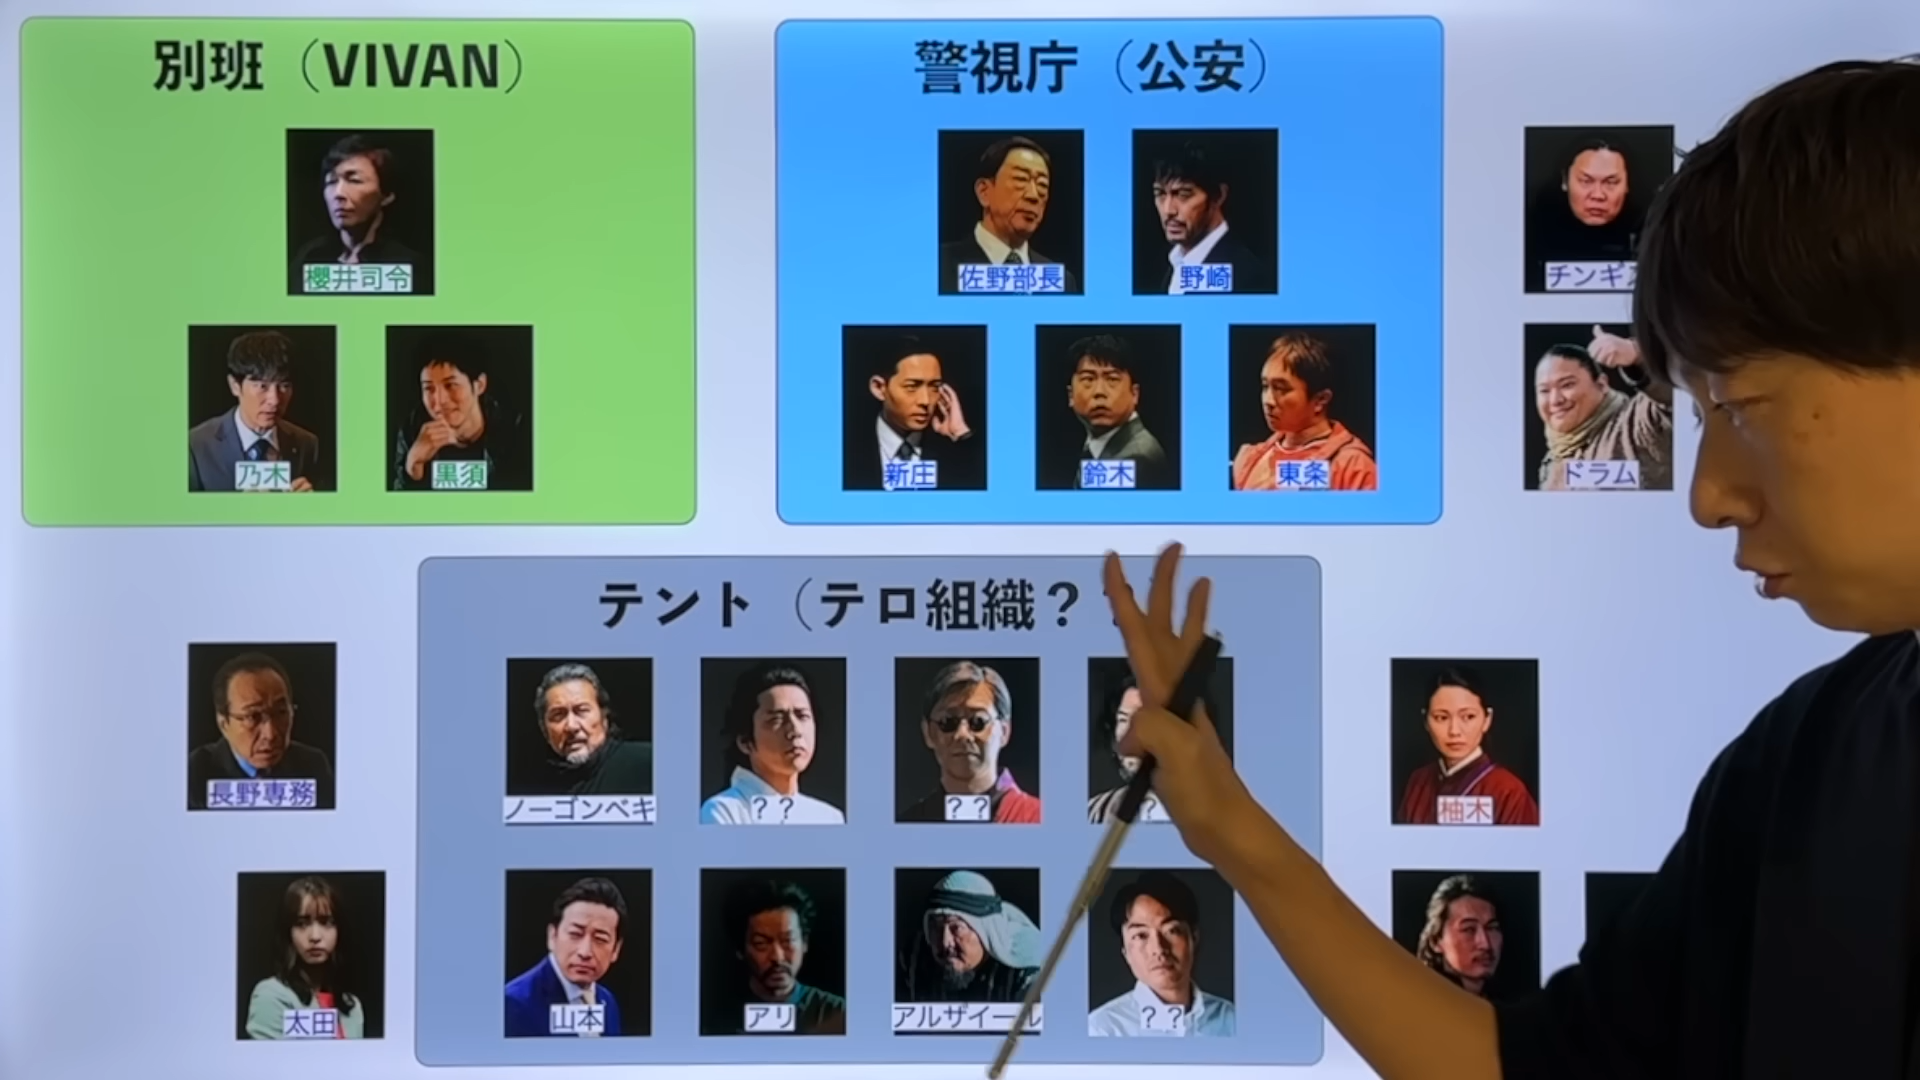 別班（VIVAN）
警視庁（公安）
櫻井司令
佐野部長
野崎
チンギス
乃木
黒須
新庄
鈴木
東条
ドラム
テント（テロ組織？
長野専務
ノーゴンベキ
？？
？？
？
柚木
太田
山本
アリ
アルザイール
？？